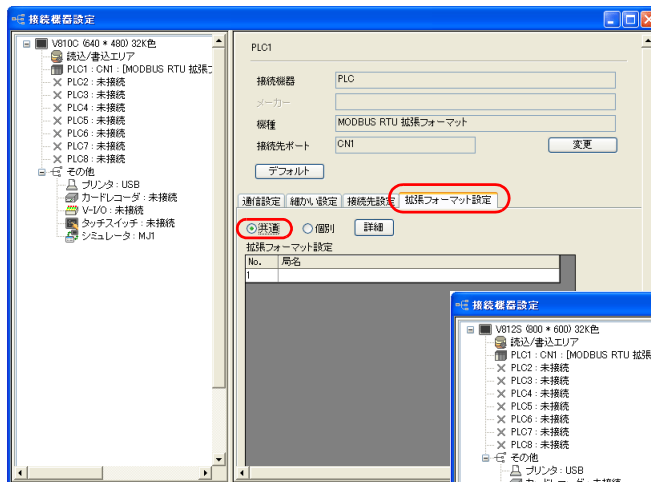 接続機器設定
V810C (640 * 480) 32K色
読込/書込エリア
PLC1 : CN1 : [MODBUS RTU 拡張フ
PLC2 : 未接続
PLC3 : 未接続
PLC4 : 未接続
PLC5 : 未接続
PLC6 : 未接続
PLC7 : 未接続
PLC8 : 未接続
その他
プリンタ : USB
カードレコーダ : 未接続
V-I/O : 未接続
タッチスイッチ : 未接続
シミュレータ : MJ1
PLC1
接続機器 PLC
メーカー
機種 MODBUS RTU 拡張フォーマット
接続先ポート CN1 変更
デフォルト
通信設定 細かい設定 接続先設定 拡張フォーマット設定
共通 個別 詳細
拡張フォーマット設定
No. 局名
1
接続機器設定
V812S (800 * 600) 32K色
読込/書込エリア
PLC1 : CN1 : [MODBUS RTU 拡張
PLC2 : 未接続
PLC3 : 未接続
PLC4 : 未接続
PLC5 : 未接続
PLC6 : 未接続
PLC7 : 未接続
PLC8 : 未接続
その他
プリンタ : USB